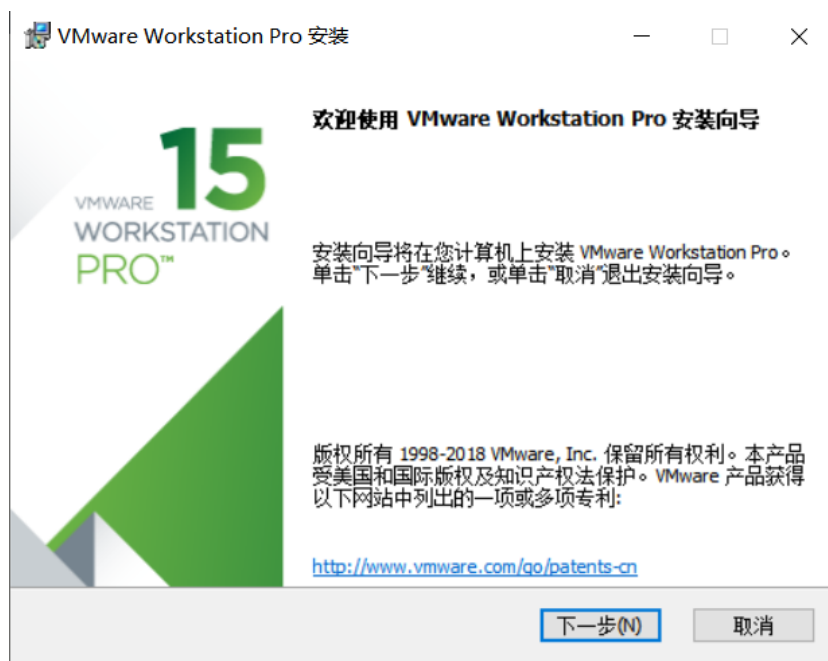 VMware Workstation Pro 安装
欢迎使用 VMware Workstation Pro 安装向导
15
VMWARE
WORKSTATION
PRO™
安装向导将在您计算机上安装 VMware Workstation Pro。
单击"下一步"继续，或单击"取消"退出安装向导。
版权所有 1998-2018 VMware, Inc. 保留所有权利。本产品
受美国和国际版权及知识产权法保护。VMware 产品获得
以下网站中列出的一项或多项专利:
http://www.vmware.com/go/patents-cn
下一步(N)
取消